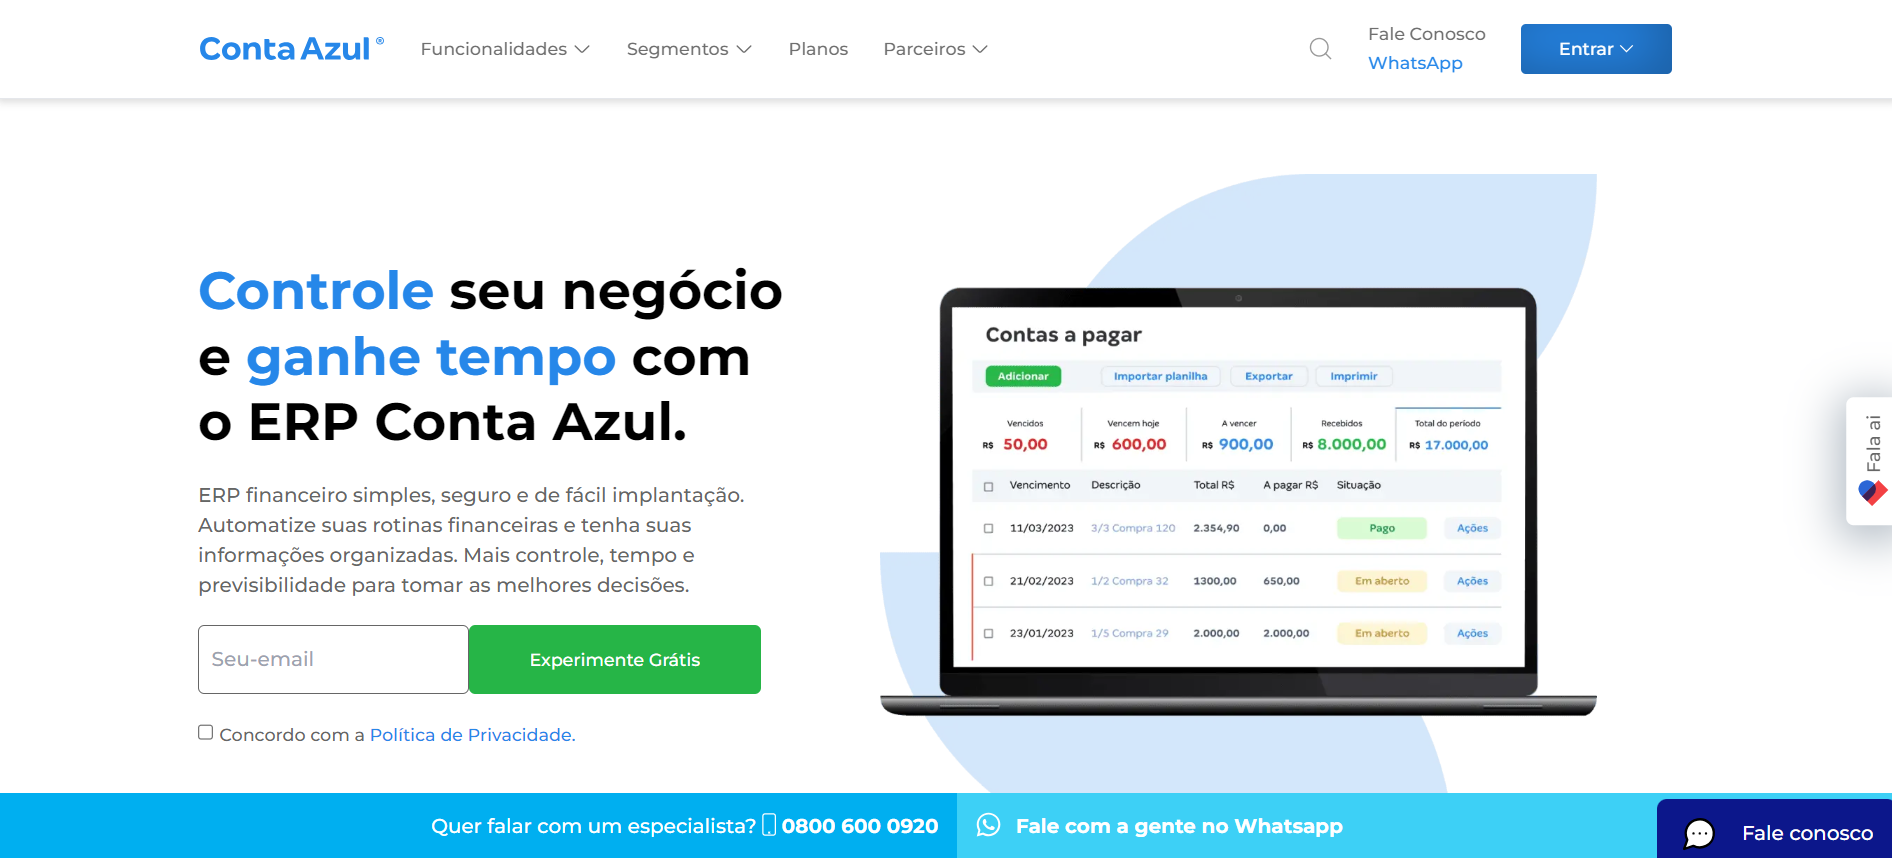 Conta Azul ®
Funcionalidades
Segmentos
Planos
Parceiros
Fale Conosco
WhatsApp
Entrar
Controle seu negócio
e ganhe tempo com
o ERP Conta Azul.
ERP financeiro simples, seguro e de fácil implantação.
Automatize suas rotinas financeiras e tenha suas
informações organizadas. Mais controle, tempo e
previsibilidade para tomar as melhores decisões.
Seu-email
Experimente Grátis
Concordo com a Política de Privacidade.
Contas a pagar
Adicionar Importar planilha Exportar Imprimir
Vencidos Vencem hoje A vencer Recebidos Total do período
R$ 50,00 R$ 600,00 R$ 900,00 R$ 8.000,00 R$ 17.000,00
Vencimento Descrição Total R$ A pagar R$ Situação
11/03/2023 3/3 Compra 120 2.354,90 0,00 Pago Ações
21/02/2023 1/2 Compra 32 1300,00 650,00 Em aberto Ações
23/01/2023 1/5 Compra 29 2.000,00 2.000,00 Em aberto Ações
Fala ai
Quer falar com um especialista? 0800 600 0920
Fale com a gente no Whatsapp
Fale conosco